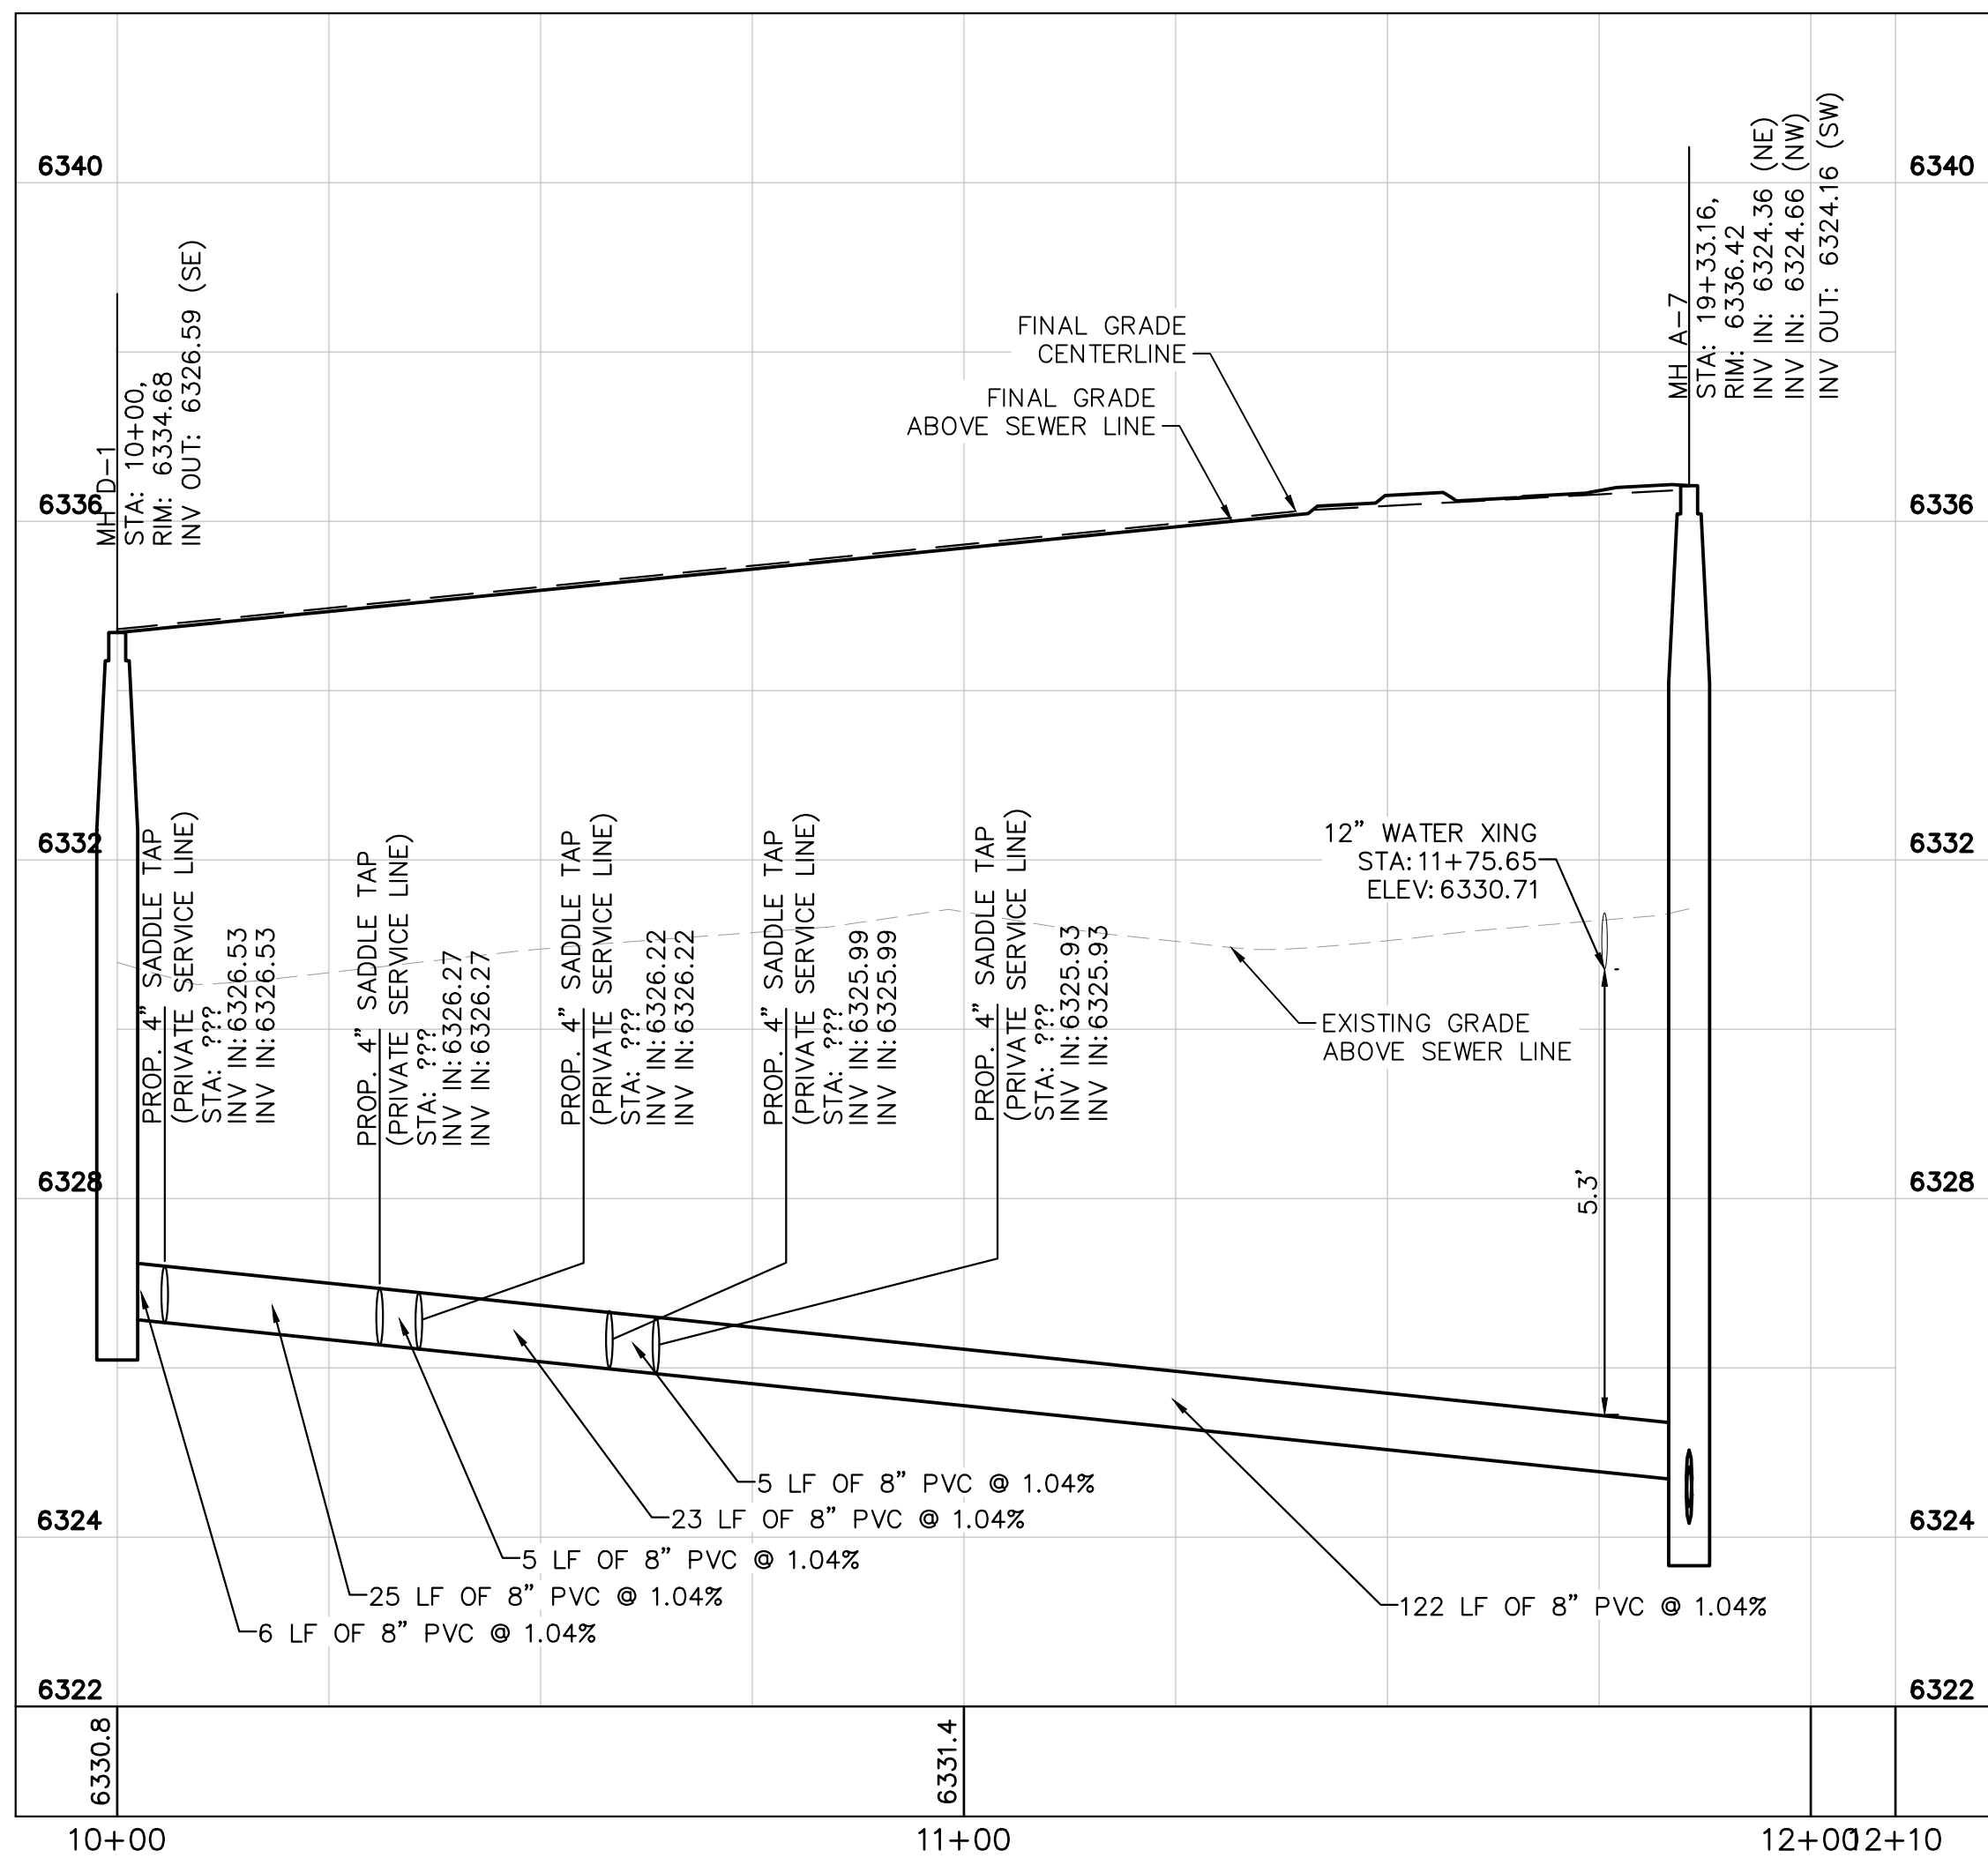 6340
6336
6332
6328
6324
6322
6340
6336
6332
6328
6324
6322
MH D-1
STA: 10+00,
RIM: 6334.68
INV OUT: 6326.59 (SE)
FINAL GRADE
CENTERLINE
FINAL GRADE
ABOVE SEWER LINE
MH A-7
STA: 19+33.16,
RIM: 6336.42
INV IN: 6324.36 (NE)
INV IN: 6324.66 (NW)
INV OUT: 6324.16 (SW)
PROP. 4" SADDLE TAP
(PRIVATE SERVICE LINE)
STA: ???
INV IN:6326.53
INV IN:6326.53
PROP. 4" SADDLE TAP
(PRIVATE SERVICE LINE)
STA: ???
INV IN:6326.27
INV IN:6326.27
PROP. 4" SADDLE TAP
(PRIVATE SERVICE LINE)
STA: ???
INV IN:6326.22
INV IN:6326.22
PROP. 4" SADDLE TAP
(PRIVATE SERVICE LINE)
STA: ???
INV IN:6325.99
INV IN:6325.99
PROP. 4" SADDLE TAP
(PRIVATE SERVICE LINE)
STA: ???
INV IN:6325.93
INV IN:6325.93
12" WATER XING
STA:11+75.65
ELEV:6330.71
EXISTING GRADE
ABOVE SEWER LINE
5.3'
5 LF OF 8" PVC @ 1.04%
23 LF OF 8" PVC @ 1.04%
5 LF OF 8" PVC @ 1.04%
25 LF OF 8" PVC @ 1.04%
6 LF OF 8" PVC @ 1.04%
122 LF OF 8" PVC @ 1.04%
6330.8
6331.4
10+00
11+00
12+00
12+10